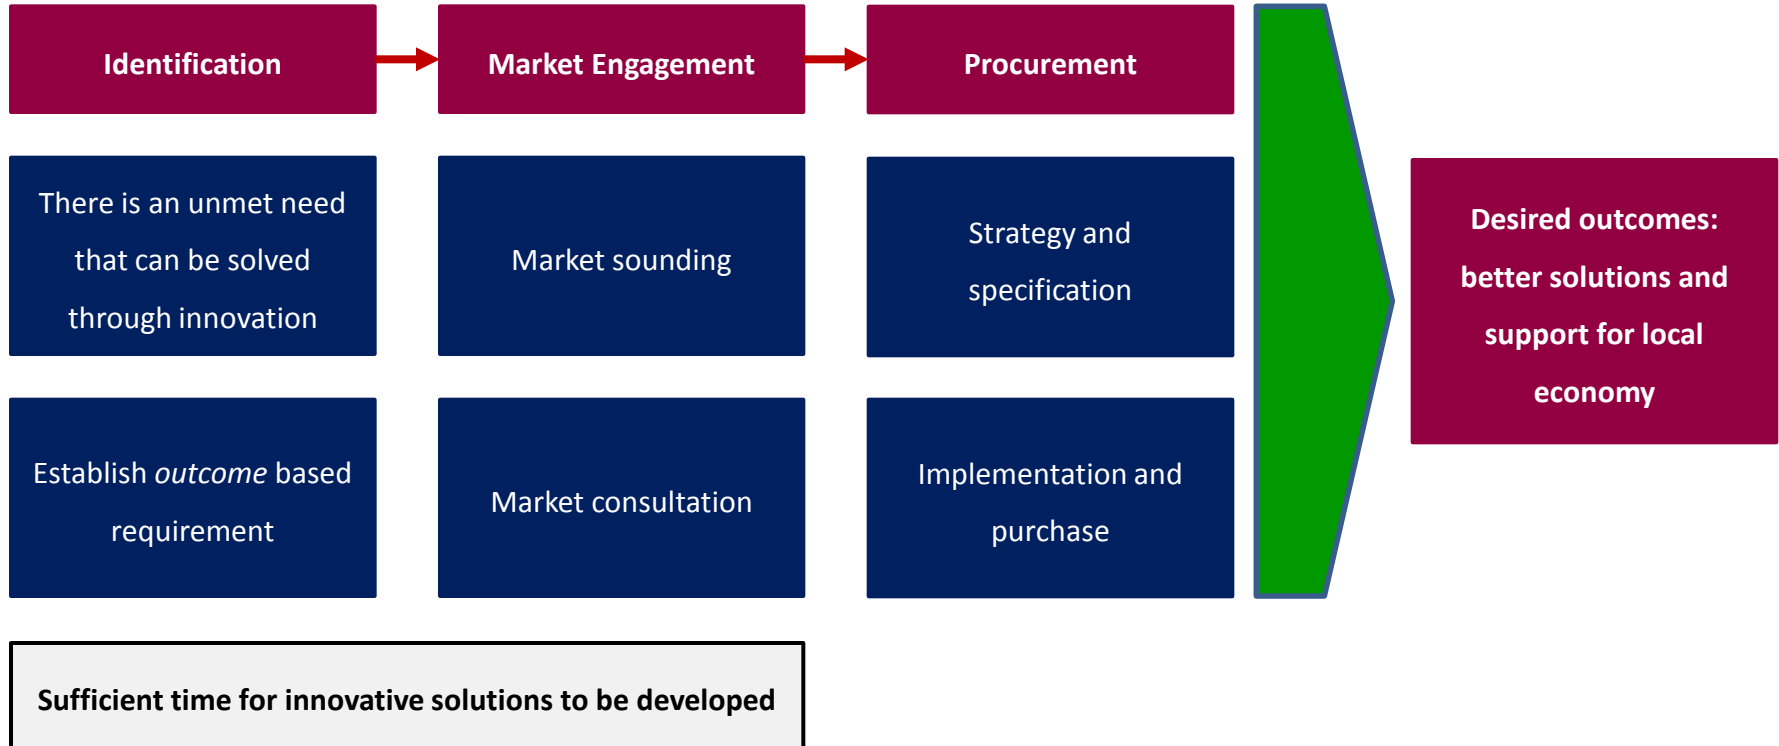 Identification
Market Engagement
Procurement
There is an unmet need
that can be solved
through innovation
Market sounding
Strategy and
specification
Desired outcomes:
better solutions and
support for local
economy
Establish outcome based
requirement
Market consultation
Implementation and
purchase
Sufficient time for innovative solutions to be developed